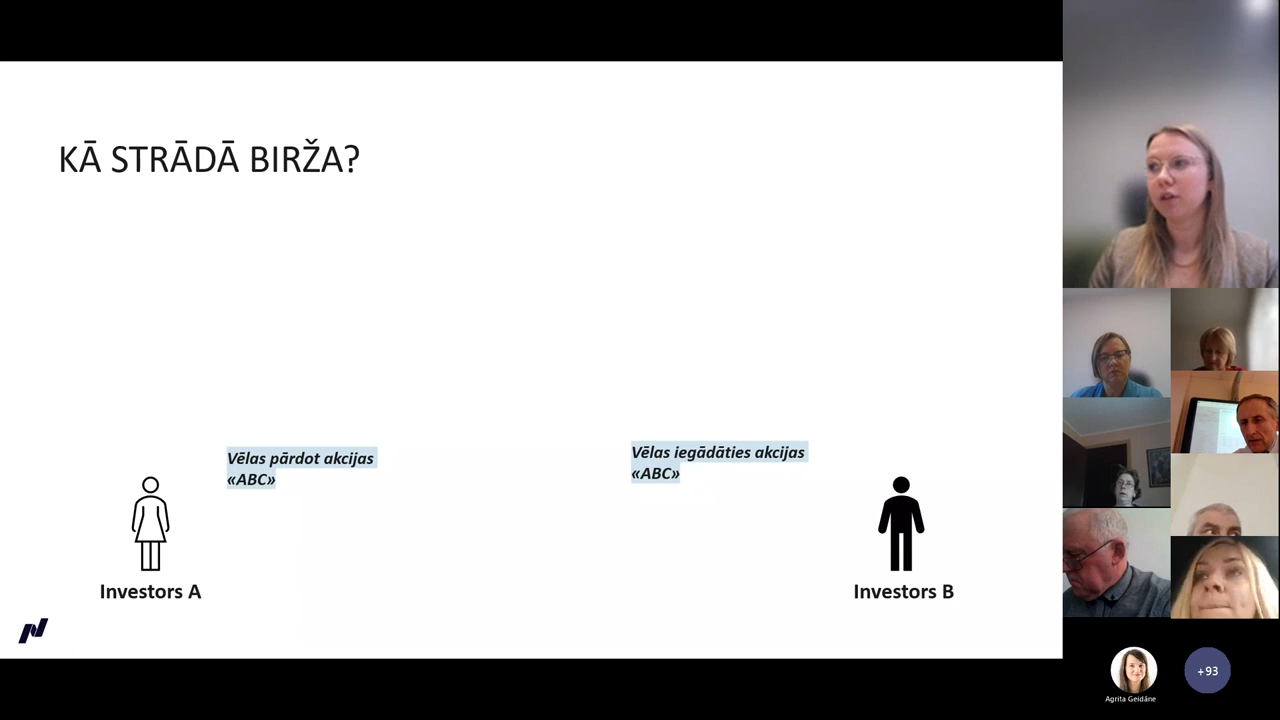 KĀ STRĀDĀ BIRŽA?
Vēlas pārdot akcijas
«ABC»
Vēlas iegādāties akcijas
«ABC»
Investors A
Investors B
+93
Agrita Geidāne